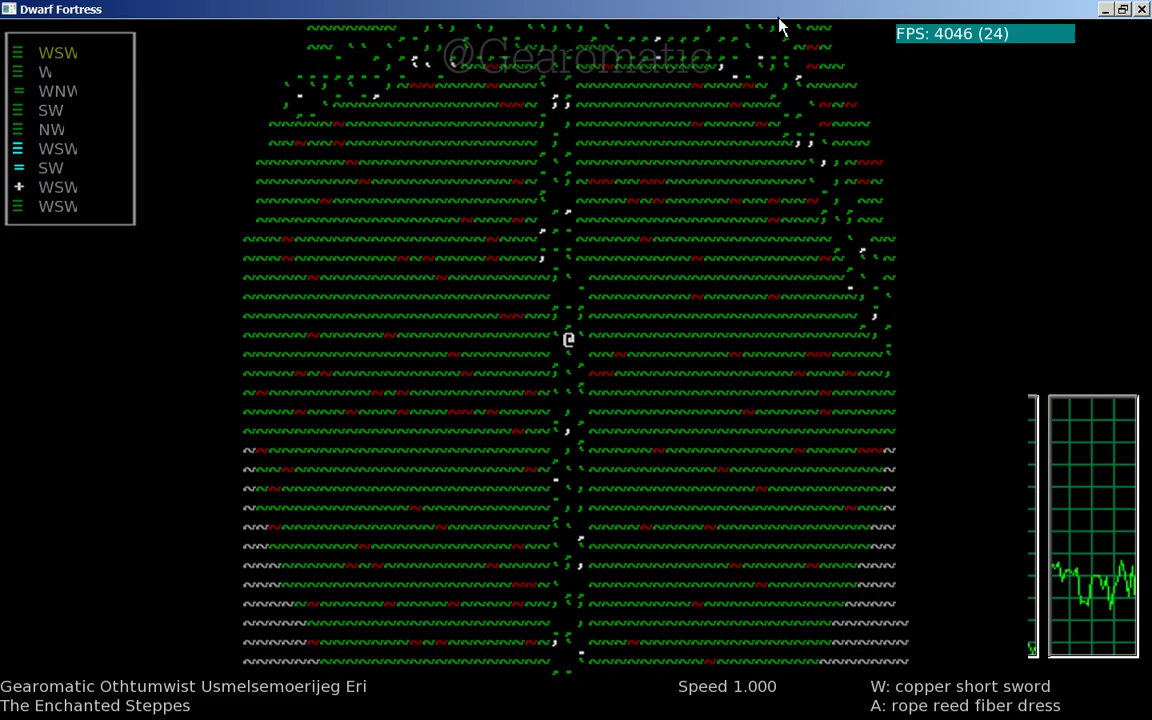 Dwarf Fortress
FPS: 4046 (24)
@Gearomatic
WSW
W
WNW
SW
NW
WSW
SW
WSW
WSW
@
Gearomatic Othtumwist Usmelsemoerijeg Eri
Speed 1.000
W: copper short sword
The Enchanted Steppes
A: rope reed fiber dress